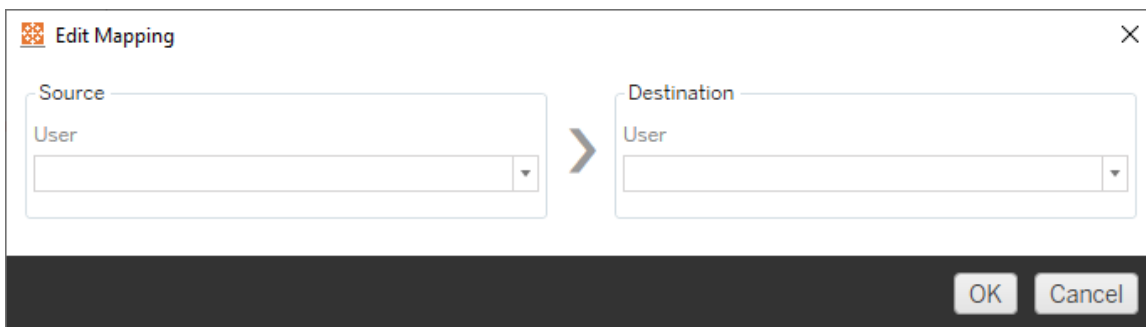 Edit Mapping
Source
User
Destination
User
OK
Cancel